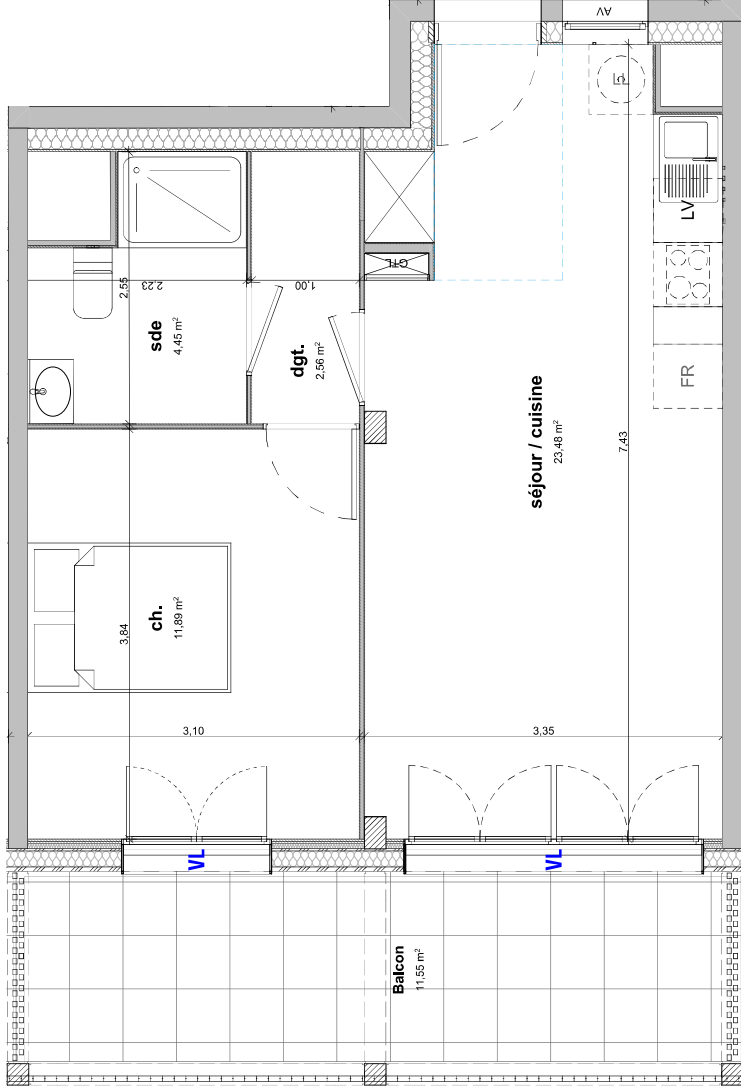 AV
LL
LV
GTL
2,55
2,23
1,00
sde
4,45 m²
dgt.
2,56 m²
FR
séjour / cuisine
23,48 m²
7,43
ch.
11,89 m²
3,84
3,10
3,35
VL
VL
Balcon
11,55 m²